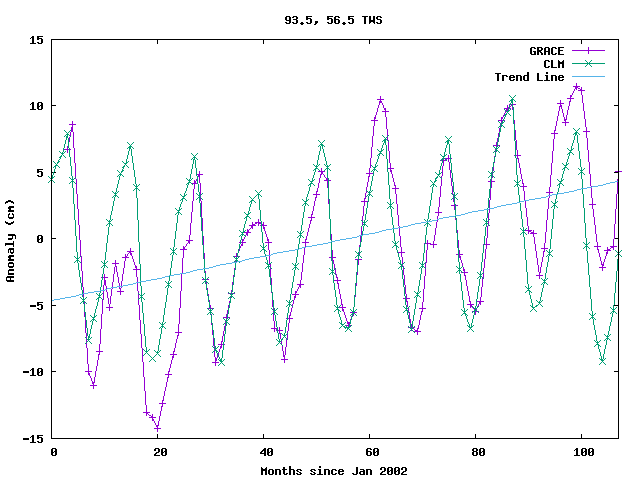 93.5, 56.5 TWS
GRACE
CLM
Trend Line
15
10
5
0
-5
-10
-15
Anomaly (cm)
0 20 40 60 80 100
Months since Jan 2002